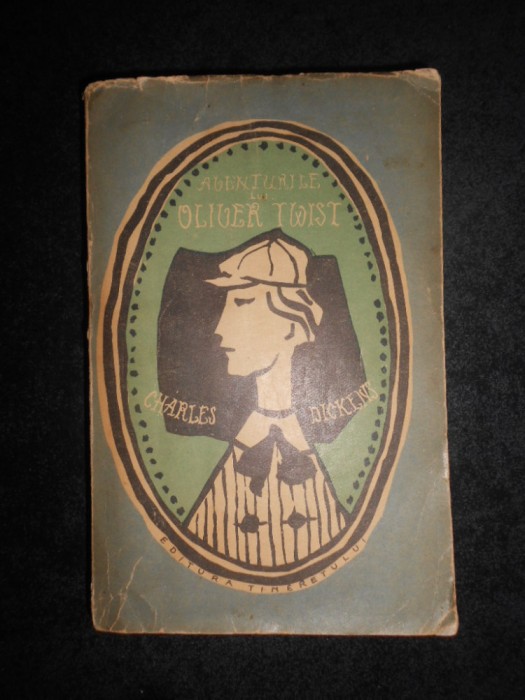 AVENTURILE
LUI
OLIVER TWIST
CHARLES DICKENS
EDITURA TINERETULUI